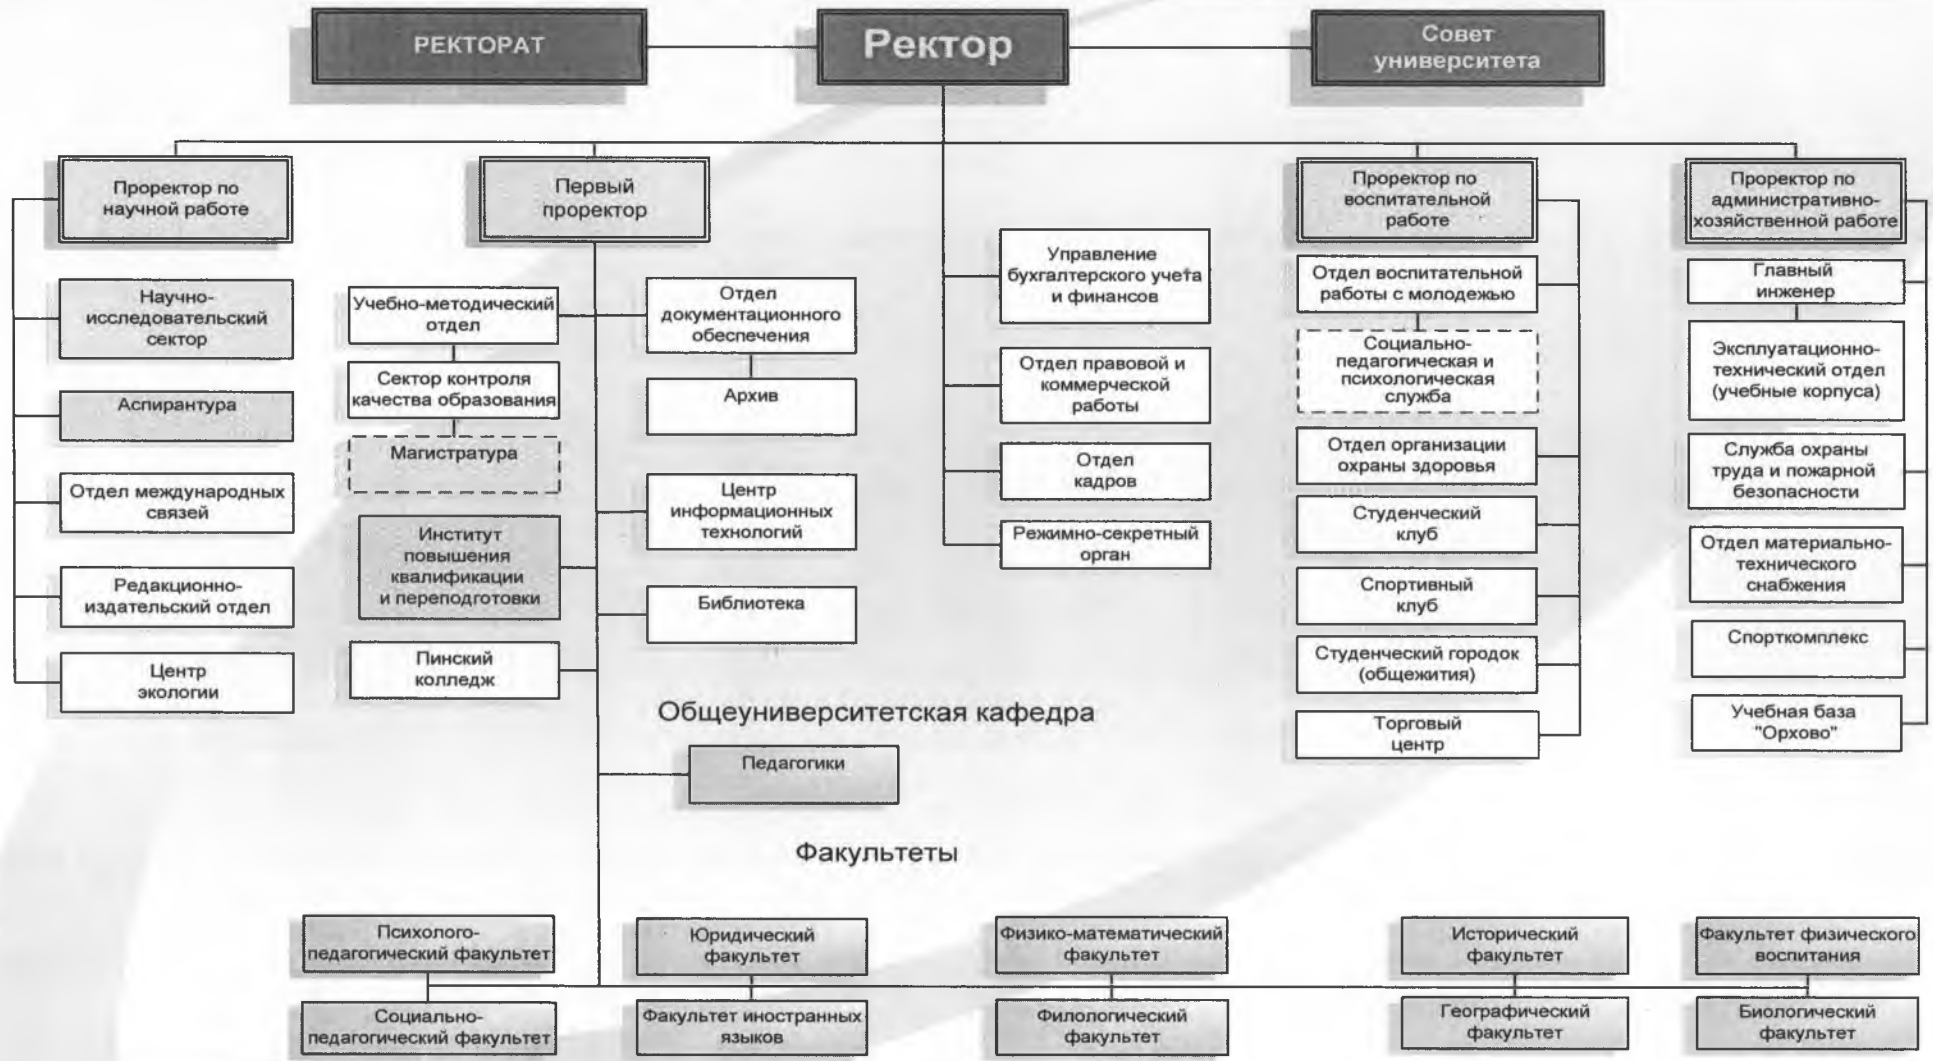 РЕКТОРАТ
Ректор
Совет
университета
Проректор по
научной работе
Первый
проректор
Проректор по
воспитательной
работе
Проректор по
административно-
хозяйственной работе
Научно-
исследовательский
сектор
Аспирантура
Отдел международных
связей
Редакционно-
издательский отдел
Центр
экологии
Учебно-методический
отдел
Сектор контроля
качества образования
Магистратура
Институт
повышения
квалификации
и переподготовки
Пинский
колледж
Отдел
документационного
обеспечения
Архив
Центр
информационных
технологий
Библиотека
Управление
бухгалтерского учета
и финансов
Отдел правовой и
коммерческой
работы
Отдел
кадров
Режимно-секретный
орган
Отдел воспитательной
работы с молодежью
Социально-
педагогическая и
психологическая
служба
Отдел организации
охраны здоровья
Студенческий
клуб
Спортивный
клуб
Студенческий городок
(общежития)
Торговый
центр
Главный
инженер
Эксплуатационно-
технический отдел
(учебные корпуса)
Служба охраны
труда и пожарной
безопасности
Отдел материально-
технического
снабжения
Спорткомплекс
Учебная база
"Орхово"
Общеуниверситетская кафедра
Педагогики
Факультеты
Психолого-
педагогический факультет
Юридический
факультет
Физико-математический
факультет
Исторический
факультет
Факультет физического
воспитания
Социально-
педагогический факультет
Факультет иностранных
языков
Филологический
факультет
Географический
факультет
Биологический
факультет